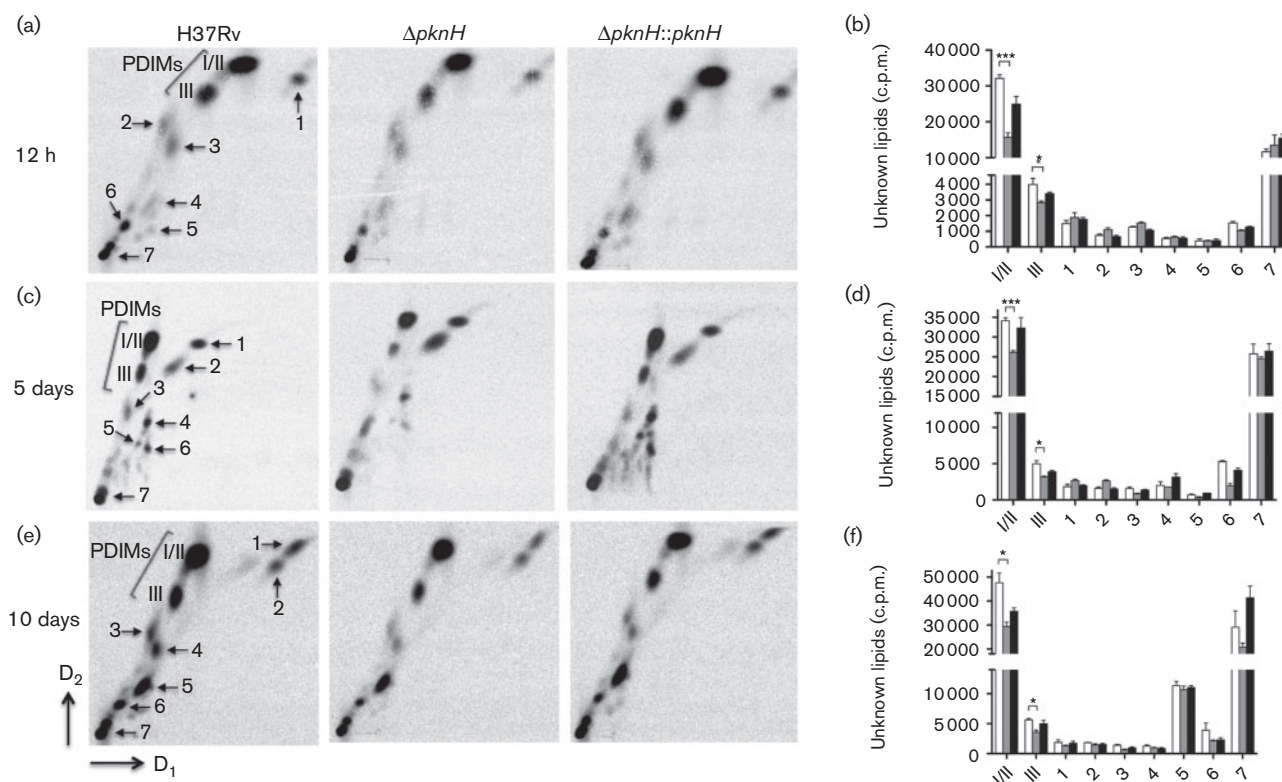 (a)
H37Rv
ΔpknH
ΔpknH::pknH
12 h
PDIMs
I/II
III
1
2
3
4
5
6
7
(b)
Unknown lipids (c.p.m.)
40 000
30 000
20 000
10 000
4000
3000
2000
1000
0
***
*
I/II III 1 2 3 4 5 6 7
(c)
5 days
PDIMs
I/II
III
1
2
3
4
5
6
7
(d)
Unknown lipids (c.p.m.)
35 000
30 000
25 000
20 000
15 000
10 000
5000
0
***
*
I/II III 1 2 3 4 5 6 7
(e)
10 days
PDIMs
I/II
III
1
2
3
4
5
6
7
D2
D1
(f)
Unknown lipids (c.p.m.)
50 000
40 000
30 000
20 000
10 000
5000
0
*
*
I/II III 1 2 3 4 5 6 7